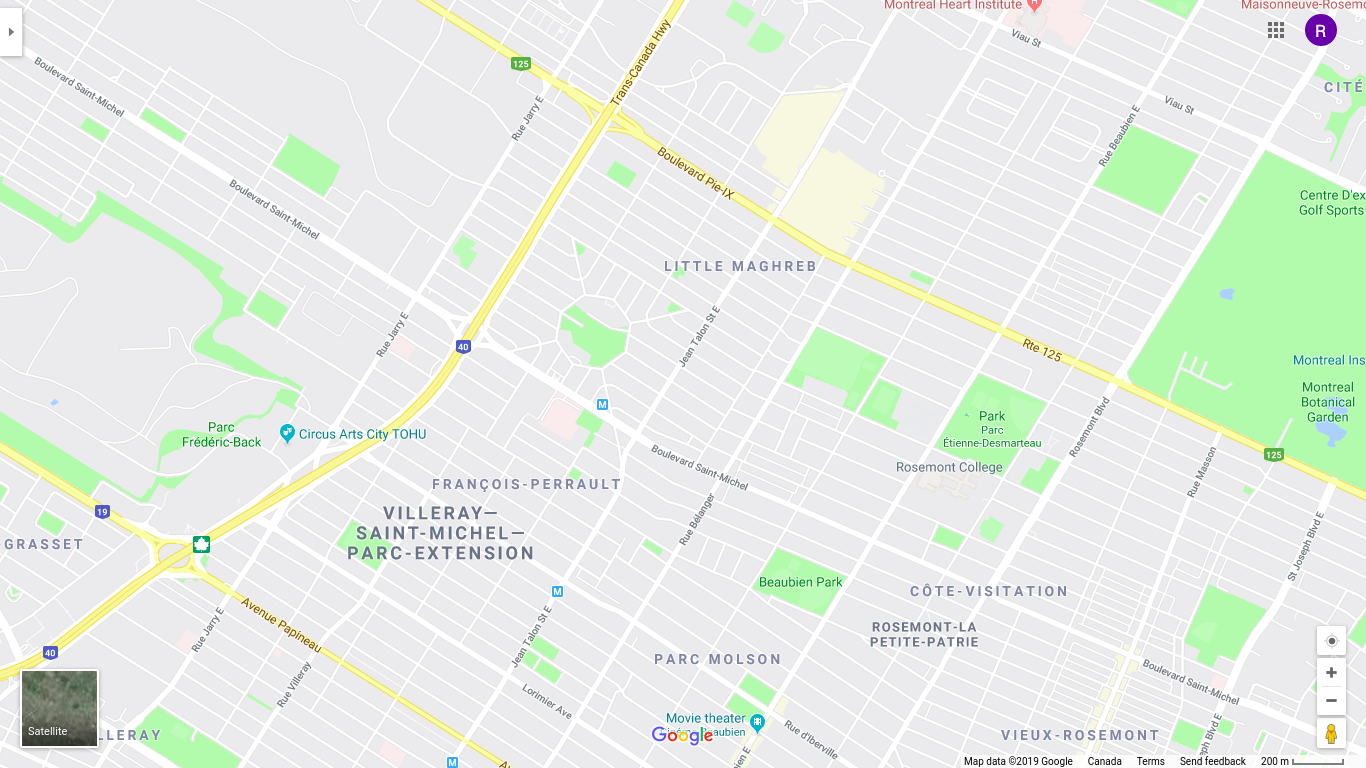 Montreal Heart Institute
H
Maisonneuve-Rosemo
R
Viau St
Trans-Canada Hwy
125
Boulevard Saint-Michel
CITÉ
Viau St
Rue Jarry E
Rue Beaubien E
Boulevard Pie-IX
Boulevard Saint-Michel
Centre D'ex
Golf Sports
LITTLE MAGHREB
Rue Jarry E
Jean Talon St E
40
Rte 125
Montreal Ins
Montreal
Botanical
Garden
M
Park
Parc
Étienne-Desmarteau
Rosemont Blvd
Parc
Frédéric-Back
Circus Arts City TOHU
Boulevard Saint-Michel
125
Rosemont College
Rue Masson
FRANÇOIS-PERRAULT
19
VILLERAY—
SAINT-MICHEL—
PARC-EXTENSION
Rue Bélanger
GRASSET
St Joseph Blvd E
Beaubien Park
M
CÔTE-VISITATION
Avenue Papineau
Rue Jarry E
Jean Talon St E
ROSEMONT-LA
PETITE-PATRIE
40
PARC MOLSON
Boulevard Saint-Michel
Rue Villeray
Lorimier Ave
Movie theater
Beaubien
Google
Rue d'Iberville
Satellite
LLERAY
VIEUX-ROSEMONT
ph Blvd E
bien E
M
Map data ©2019 Google
Canada
Terms
Send feedback
200 m